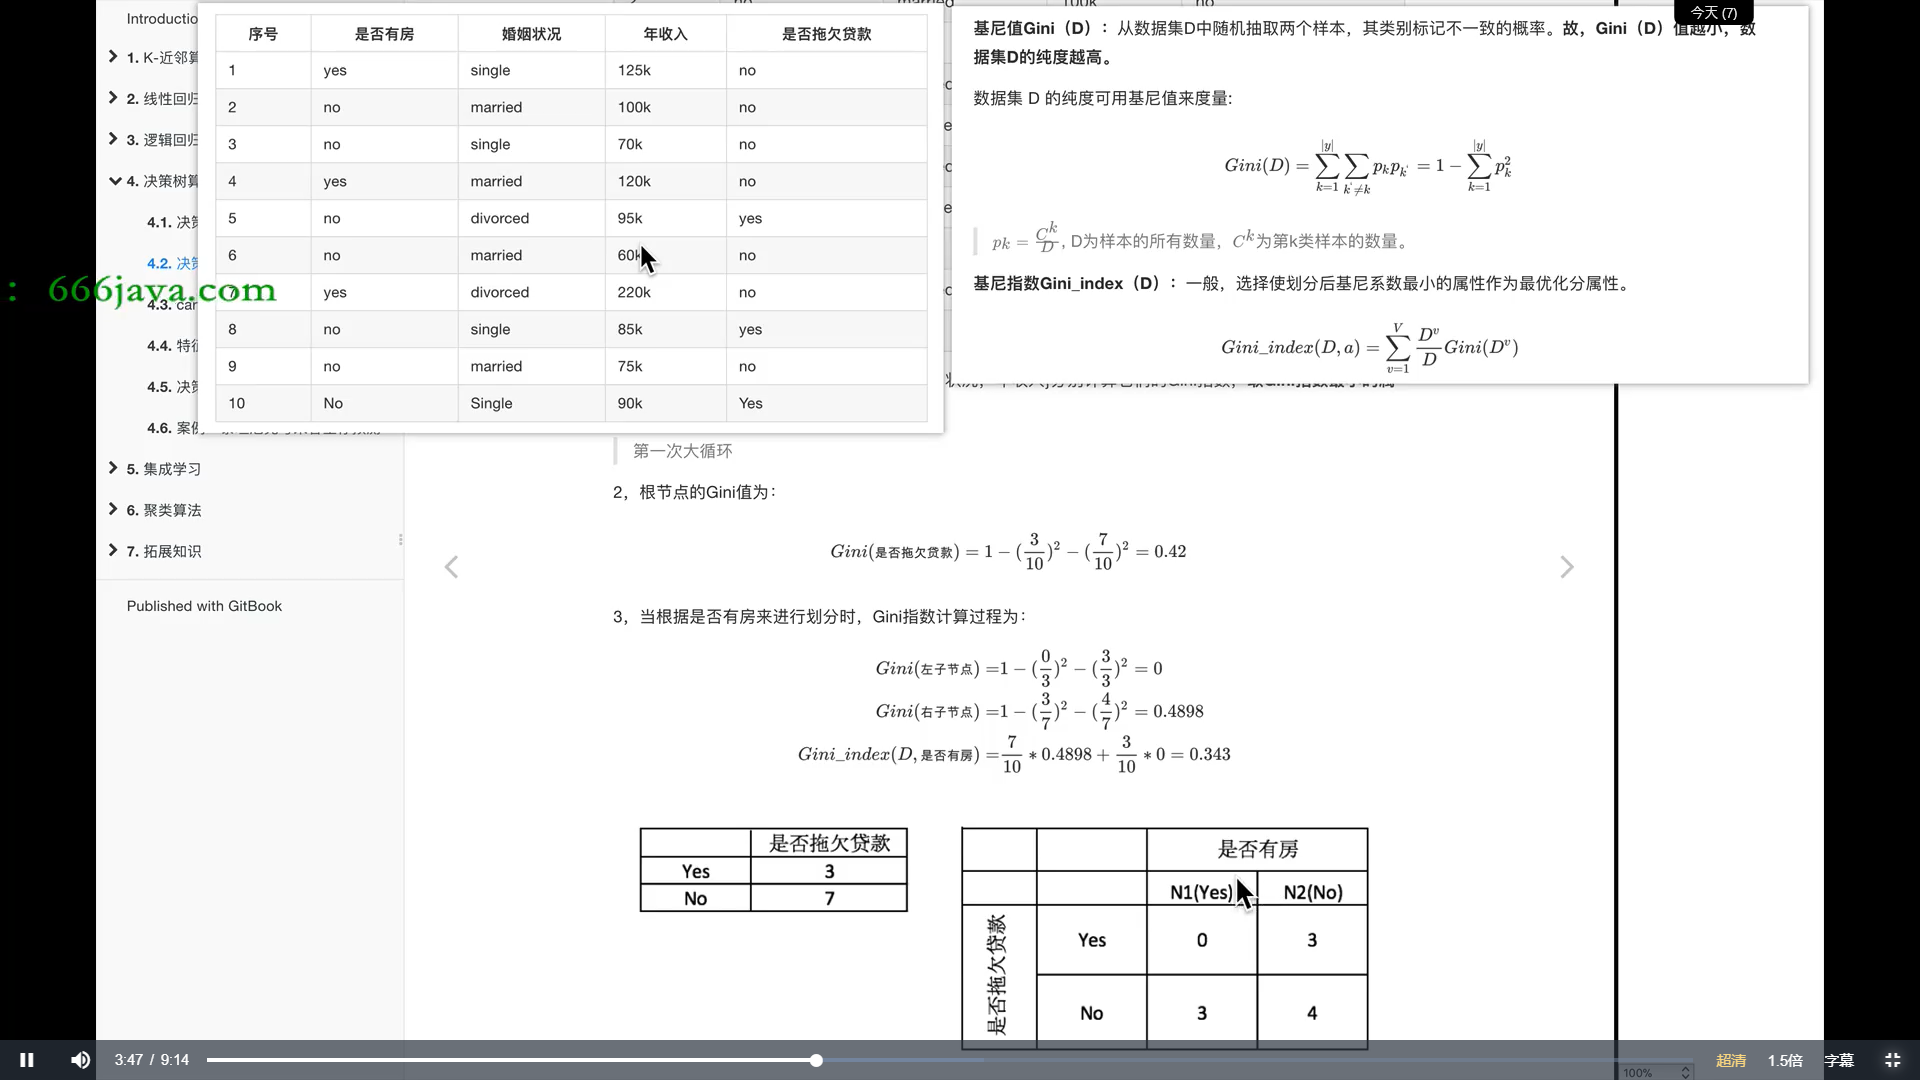 今天 (7)
Introductio
1. K-近邻算
2. 线性回归
3. 逻辑回归
4. 决策树算
4.1. 决策
4.2. 决策
4.3. car
4.4. 特征
4.5. 决策
4.6. 案例
5. 集成学习
6. 聚类算法
7. 拓展知识
Published with GitBook
: 666java.com
序号 是否有房 婚姻状况 年收入 是否拖欠贷款
1 yes single 125k no
2 no married 100k no
3 no single 70k no
4 yes married 120k no
5 no divorced 95k yes
6 no married 60k no
7 yes divorced 220k no
8 no single 85k yes
9 no married 75k no
10 No Single 90k Yes
基尼值Gini（D）：从数据集D中随机抽取两个样本，其类别标记不一致的概率。故，Gini（D）值越小，数
据集D的纯度越高。
数据集 D 的纯度可用基尼值来度量:
Gini(D) = ∑_{k=1}^{|y|} ∑_{k'≠k} p_k p_{k'} = 1 − ∑_{k=1}^{|y|} p_k^2
pk = C^k/D, D为样本的所有数量，C^k为第k类样本的数量。
基尼指数Gini_index（D）：一般，选择使划分后基尼系数最小的属性作为最优化分属性。
Gini_index(D, a) = ∑_{v=1}^{V} D^v/D Gini(D^v)
第一次大循环
2，根节点的Gini值为：
Gini(是否拖欠贷款) = 1 − (3/10)^2 − (7/10)^2 = 0.42
3，当根据是否有房来进行划分时，Gini指数计算过程为：
Gini(左子节点) =1 − (0/3)^2 − (3/3)^2 = 0
Gini(右子节点) =1 − (3/7)^2 − (4/7)^2 = 0.4898
Gini_index(D, 是否有房) =7/10 ∗ 0.4898 + 3/10 ∗ 0 = 0.343
是否拖欠贷款
Yes 3
No 7
是否有房
N1(Yes) N2(No)
是否拖欠贷款
Yes 0 3
No 3 4
3:47 / 9:14
超清 1.5倍 字幕
100%